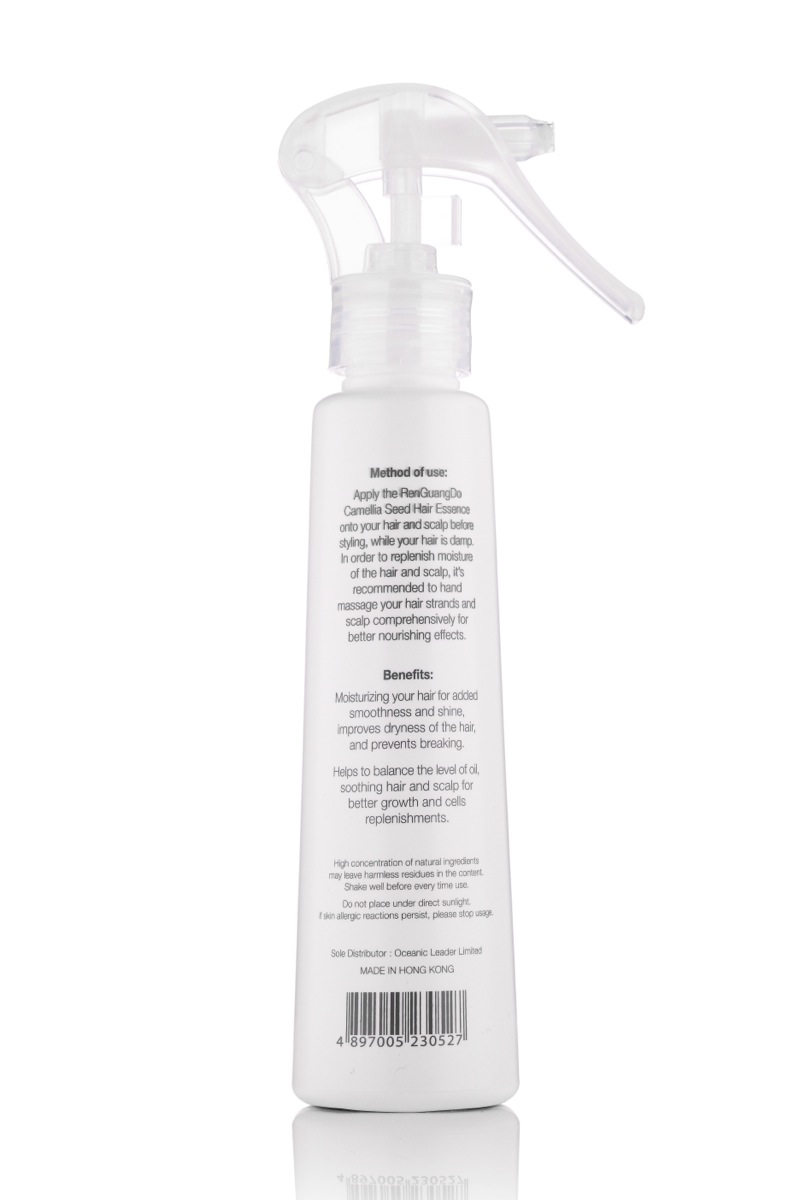 Method of use:
Apply the RenGuangDo
Camellia Seed Hair Essence
onto your hair and scalp before
styling, while your hair is damp.
In order to replenish moisture
of the hair and scalp, it's
recommended to hand
massage your hair strands and
scalp comprehensively for
better nourishing effects.
Benefits:
Moisturizing your hair for added
smoothness and shine,
improves dryness of the hair,
and prevents breaking.
Helps to balance the level of oil,
soothing hair and scalp for
better growth and cells
replenishments.
High concentration of natural ingredients
may leave harmless residues in the content.
Shake well before every time use.
Do not place under direct sunlight.
If skin allergic reactions persist, please stop usage.
Sole Distributor : Oceanic Leader Limited
MADE IN HONG KONG
4 897005 230527